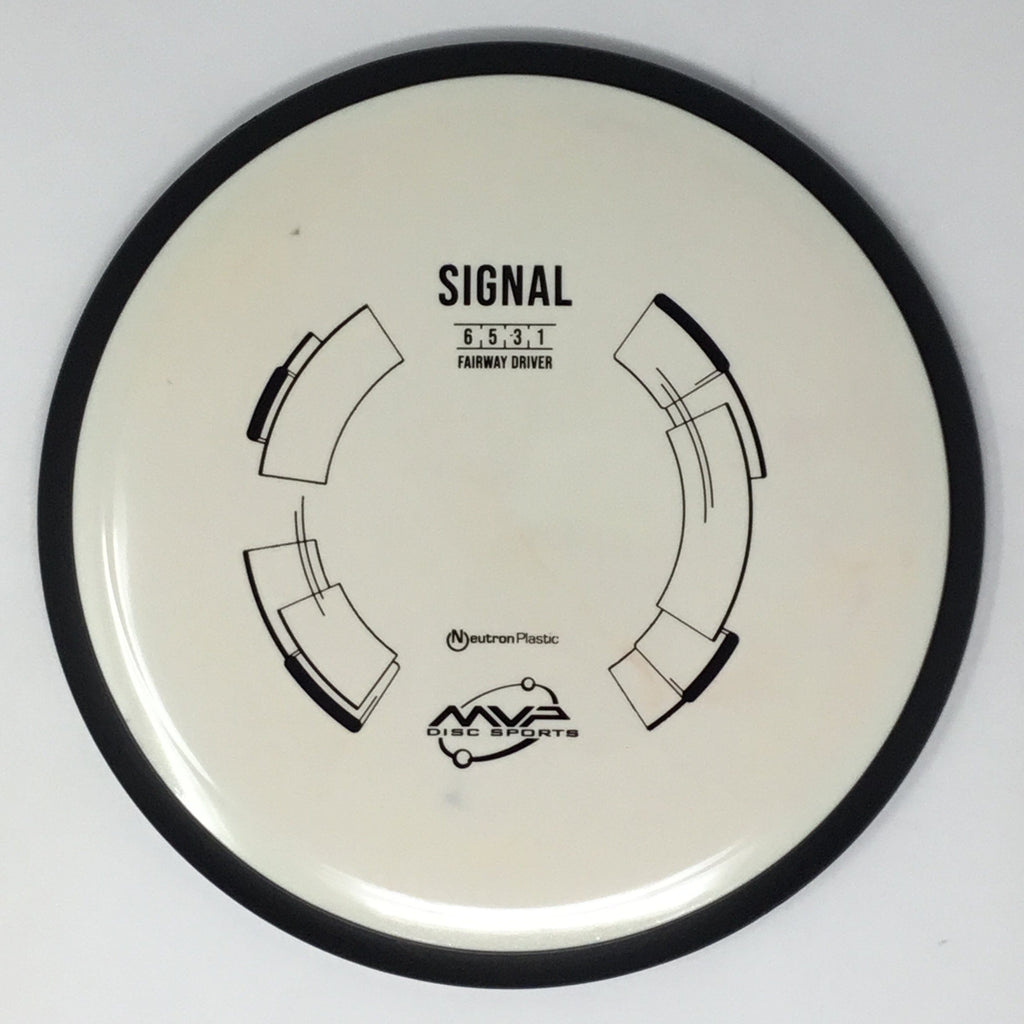 SIGNAL
6 5 -3 1
FAIRWAY DRIVER
Neutron Plastic
MVP
DISC SPORTS